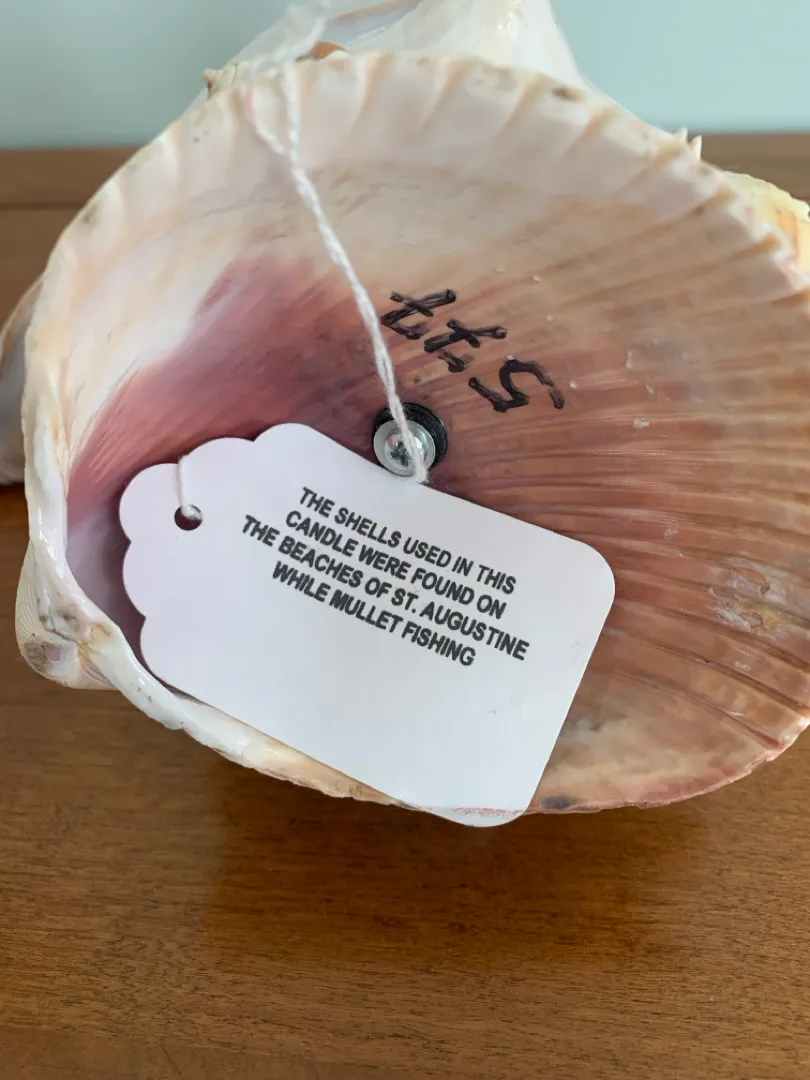 THE SHELLS USED IN THIS
CANDLE WERE FOUND ON
THE BEACHES OF ST. AUGUSTINE
WHILE MULLET FISHING